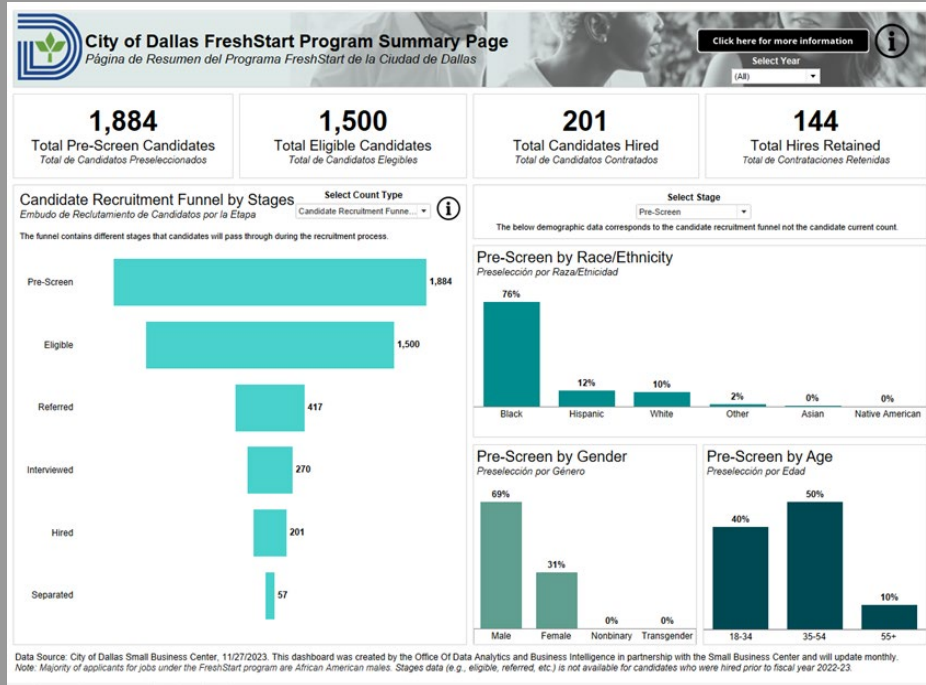 City of Dallas FreshStart Program Summary Page
Página de Resumen del Programa FreshStart de la Ciudad de Dallas
Click here for more information
Select Year
(All)
1,884
Total Pre-Screen Candidates
Total de Candidatos Preseleccionados
1,500
Total Eligible Candidates
Total de Candidatos Elegibles
201
Total Candidates Hired
Total de Candidatos Contratados
144
Total Hires Retained
Total de Contrataciones Retenidas
Candidate Recruitment Funnel by Stages
Embudo de Reclutamiento de Candidatos por la Etapa
Select Count Type
Candidate Recruitment Funne...
The funnel contains different stages that candidates will pass through during the recruitment process.
Pre-Screen 1,884
Eligible 1,500
Referred 417
Interviewed 270
Hired 201
Separated 57
Select Stage
Pre-Screen
The below demographic data corresponds to the candidate recruitment funnel not the candidate current count.
Pre-Screen by Race/Ethnicity
Preselección por Raza/Etnicidad
76% 12% 10% 2% 0% 0%
Black Hispanic White Other Asian Native American
Pre-Screen by Gender
Preselección por Género
69% 31% 0% 0%
Male Female Nonbinary Transgender
Pre-Screen by Age
Preselección por Edad
40% 50% 10%
18-34 35-54 55+
Data Source: City of Dallas Small Business Center, 11/27/2023. This dashboard was created by the Office Of Data Analytics and Business Intelligence in partnership with the Small Business Center and will update monthly.
Note: Majority of applicants for jobs under the FreshStart program are African American males. Stages data (e.g., eligible, referred, etc.) is not available for candidates who were hired prior to fiscal year 2022-23.